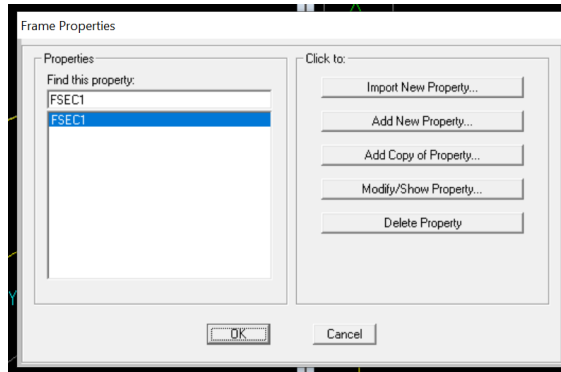 Frame Properties
Properties
Find this property:
FSEC1
FSEC1
Click to:
Import New Property...
Add New Property...
Add Copy of Property...
Modify/Show Property...
Delete Property
OK
Cancel
Y